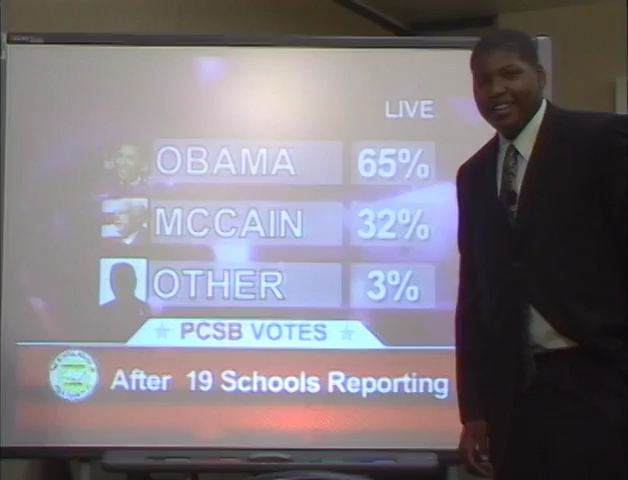 LIVE
OBAMA 65%
MCCAIN 32%
OTHER 3%
PCSB VOTES
After 19 Schools Reporting